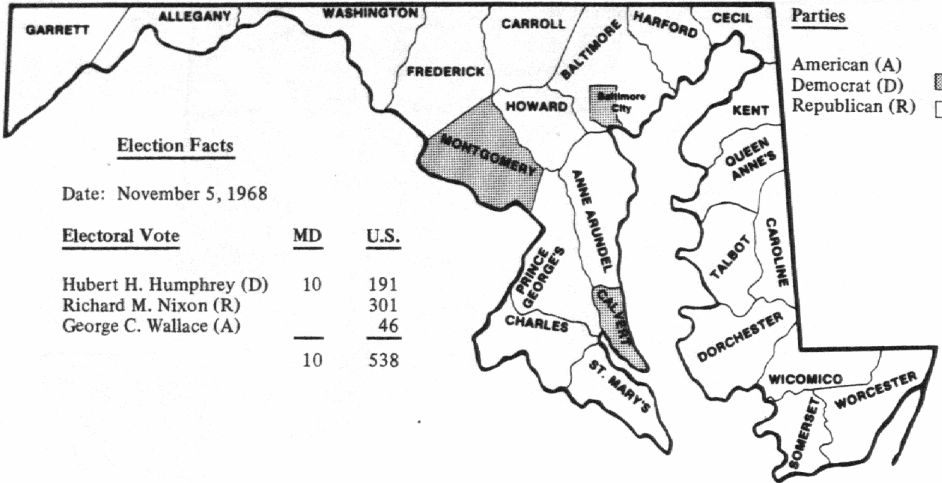 GARRETT
ALLEGANY
WASHINGTON
FREDERICK
CARROLL
BALTIMORE
HARFORD
CECIL
HOWARD
Baltimore
City
MONTGOMERY
ANNE ARUNDEL
PRINCE
GEORGE'S
CALVERT
CHARLES
ST. MARY'S
KENT
QUEEN
ANNE'S
TALBOT
CAROLINE
DORCHESTER
WICOMICO
SOMERSET
WORCESTER
Parties
American (A)
Democrat (D)
Republican (R)
Election Facts
Date: November 5, 1968
Electoral Vote MD U.S.
Hubert H. Humphrey (D) 10 191
Richard M. Nixon (R) 301
George C. Wallace (A) 46
10 538